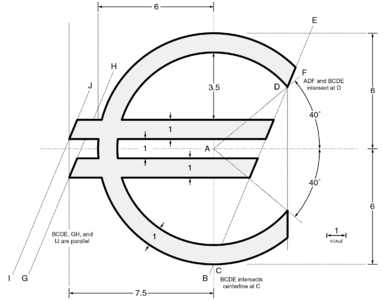 6
E
H
F
J
D
ADF and BCDE
intersect at D
3.5
6
40°
1
1
A
1
40°
6
BCDE, GH, and
IJ are parallel
1
1
SCALE
I
G
C
B
BCDE intersects
centerline at C
7.5